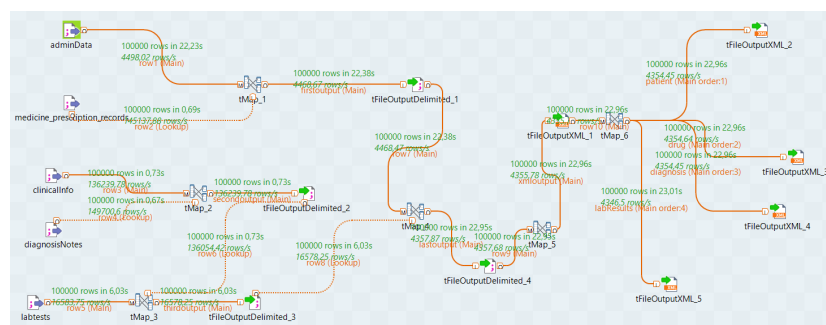 adminData
100000 rows in 22,23s
4498,02 rows/s
row1 (Main)
tMap_1
100000 rows in 22,38s
4468,67 rows/s
firstoutput (Main)
tFileOutputDelimited_1
medicine_prescription_records
100000 rows in 0,69s
row2 (Lookup)
100000 rows in 22,38s
4468,47 rows/s
row7 (Main)
clinicalInfo
100000 rows in 0,73s
136239,78 rows/s
row3 (Main)
tMap_2
100000 rows in 0,73s
136239,78 rows/s
secondoutput (Main)
tFileOutputDelimited_2
diagnosisNotes
100000 rows in 0,67s
149700,6 rows/s
row4 (Lookup)
100000 rows in 0,73s
136054,42 rows/s
row6 (Lookup)
100000 rows in 6,03s
16578,25 rows/s
row8 (Lookup)
labtests
100000 rows in 6,03s
16583,75 rows/s
row5 (Main)
tMap_3
100000 rows in 6,03s
16578,25 rows/s
thirdoutput (Main)
tFileOutputDelimited_3
tMap_4
rows in 22,95s
4357,87 rows/s
lastoutput (Main)
tFileOutputDelimited_4
100000 rows in 22,95s
4357,68 rows/s
row9 (Main)
tMap_5
100000 rows in 22,96s
4355,78 rows/s
xmloutput (Main)
tFileOutputXML_1
100000 rows in 22,96s
row10 (Main)
tMap_6
100000 rows in 22,96s
4354,45 rows/s
patient (Main order:1)
tFileOutputXML_2
100000 rows in 22,96s
4354,64 rows/s
drug (Main order:2)
tFileOutputXML_3
100000 rows in 22,96s
4354,45 rows/s
diagnosis (Main order:3)
tFileOutputXML_4
100000 rows in 23,01s
4346,5 rows/s
labResults (Main order:4)
tFileOutputXML_5